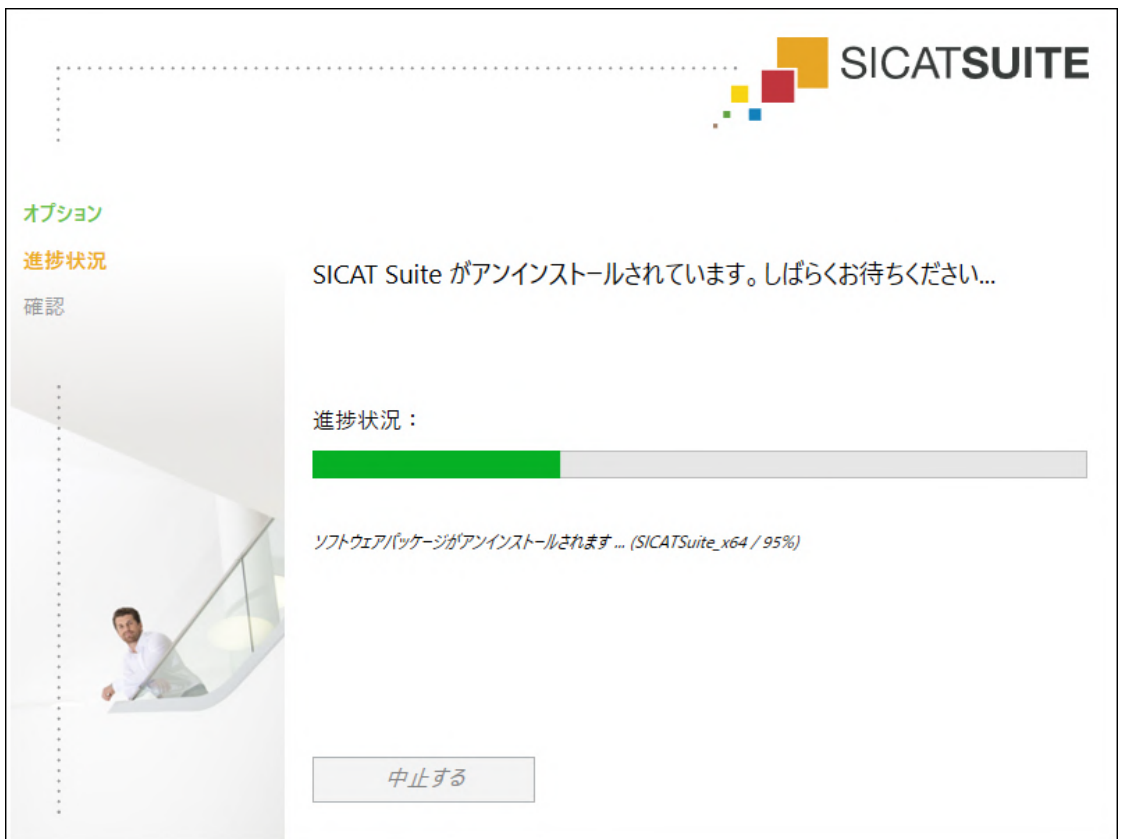 SICATSUITE
オプション
進捗状況
確認
SICAT Suite がアンインストールされています。しばらくお待ちください...
進捗状況：
ソフトウェアパッケージがアンインストールされます ... (SICATSuite_x64 / 95%)
中止する